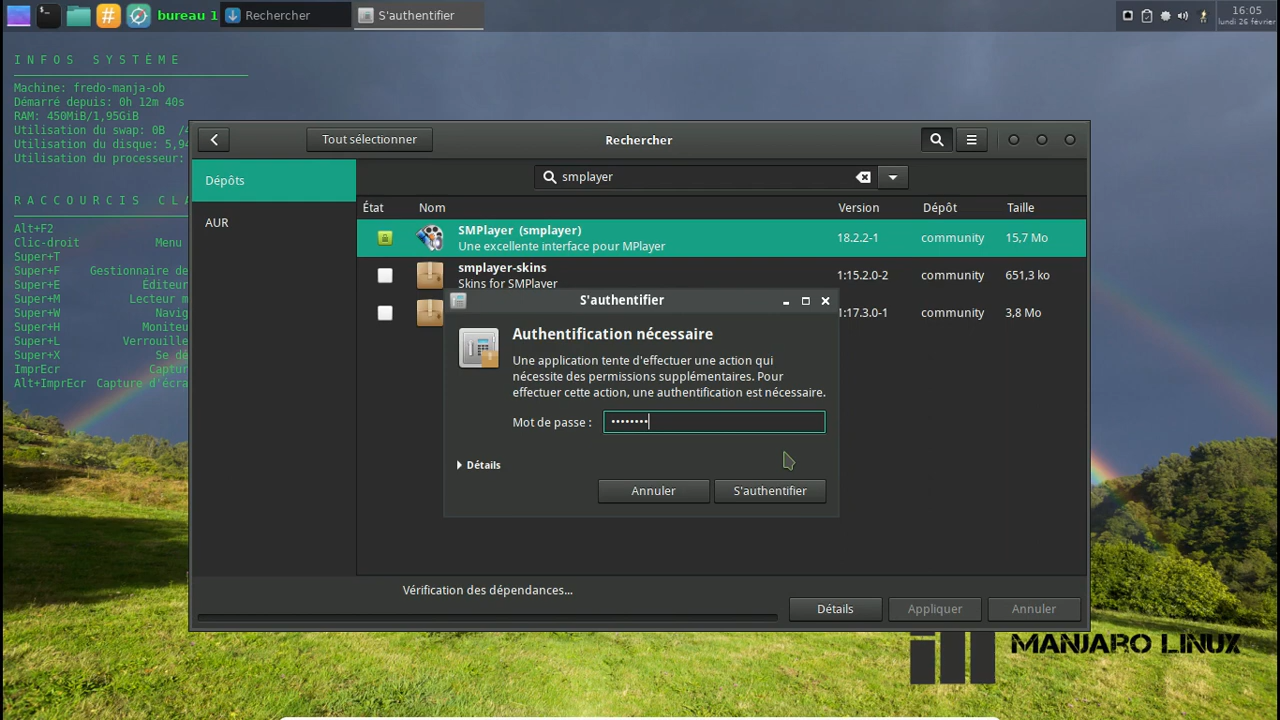 bureau 1
Rechercher
S'authentifier
16:05
lundi 26 février
INFOS SYSTÈME
Machine: fredo-manja-ob
Démarré depuis: 0h 12m 40s
RAM: 450MiB/1,95GiB
Utilisation du swap: 0B /4
Utilisation du disque: 5,94
Utilisation du processeur:
RACCOURCIS CLA
Alt+F2
Clic-droit Menu
Super+T
Super+F Gestionnaire de
Super+E Éditeur
Super+M Lecteur m
Super+W Navig
Super+H Moniteu
Super+L Verrouille
Super+X Se dé
ImprEcr Captur
Alt+ImprEcr Capture d'écra
Tout sélectionner
Rechercher
Dépôts
AUR
smplayer
État Nom Version Dépôt Taille
SMPlayer (smplayer)
Une excellente interface pour MPlayer
18.2.2-1 community 15,7 Mo
smplayer-skins
Skins for SMPlayer
1:15.2.0-2 community 651,3 ko
1:17.3.0-1 community 3,8 Mo
S'authentifier
Authentification nécessaire
Une application tente d'effectuer une action qui
nécessite des permissions supplémentaires. Pour
effectuer cette action, une authentification est nécessaire.
Mot de passe : ••••••••
Détails
Annuler S'authentifier
Vérification des dépendances...
Détails Appliquer Annuler
MANJARO LINUX